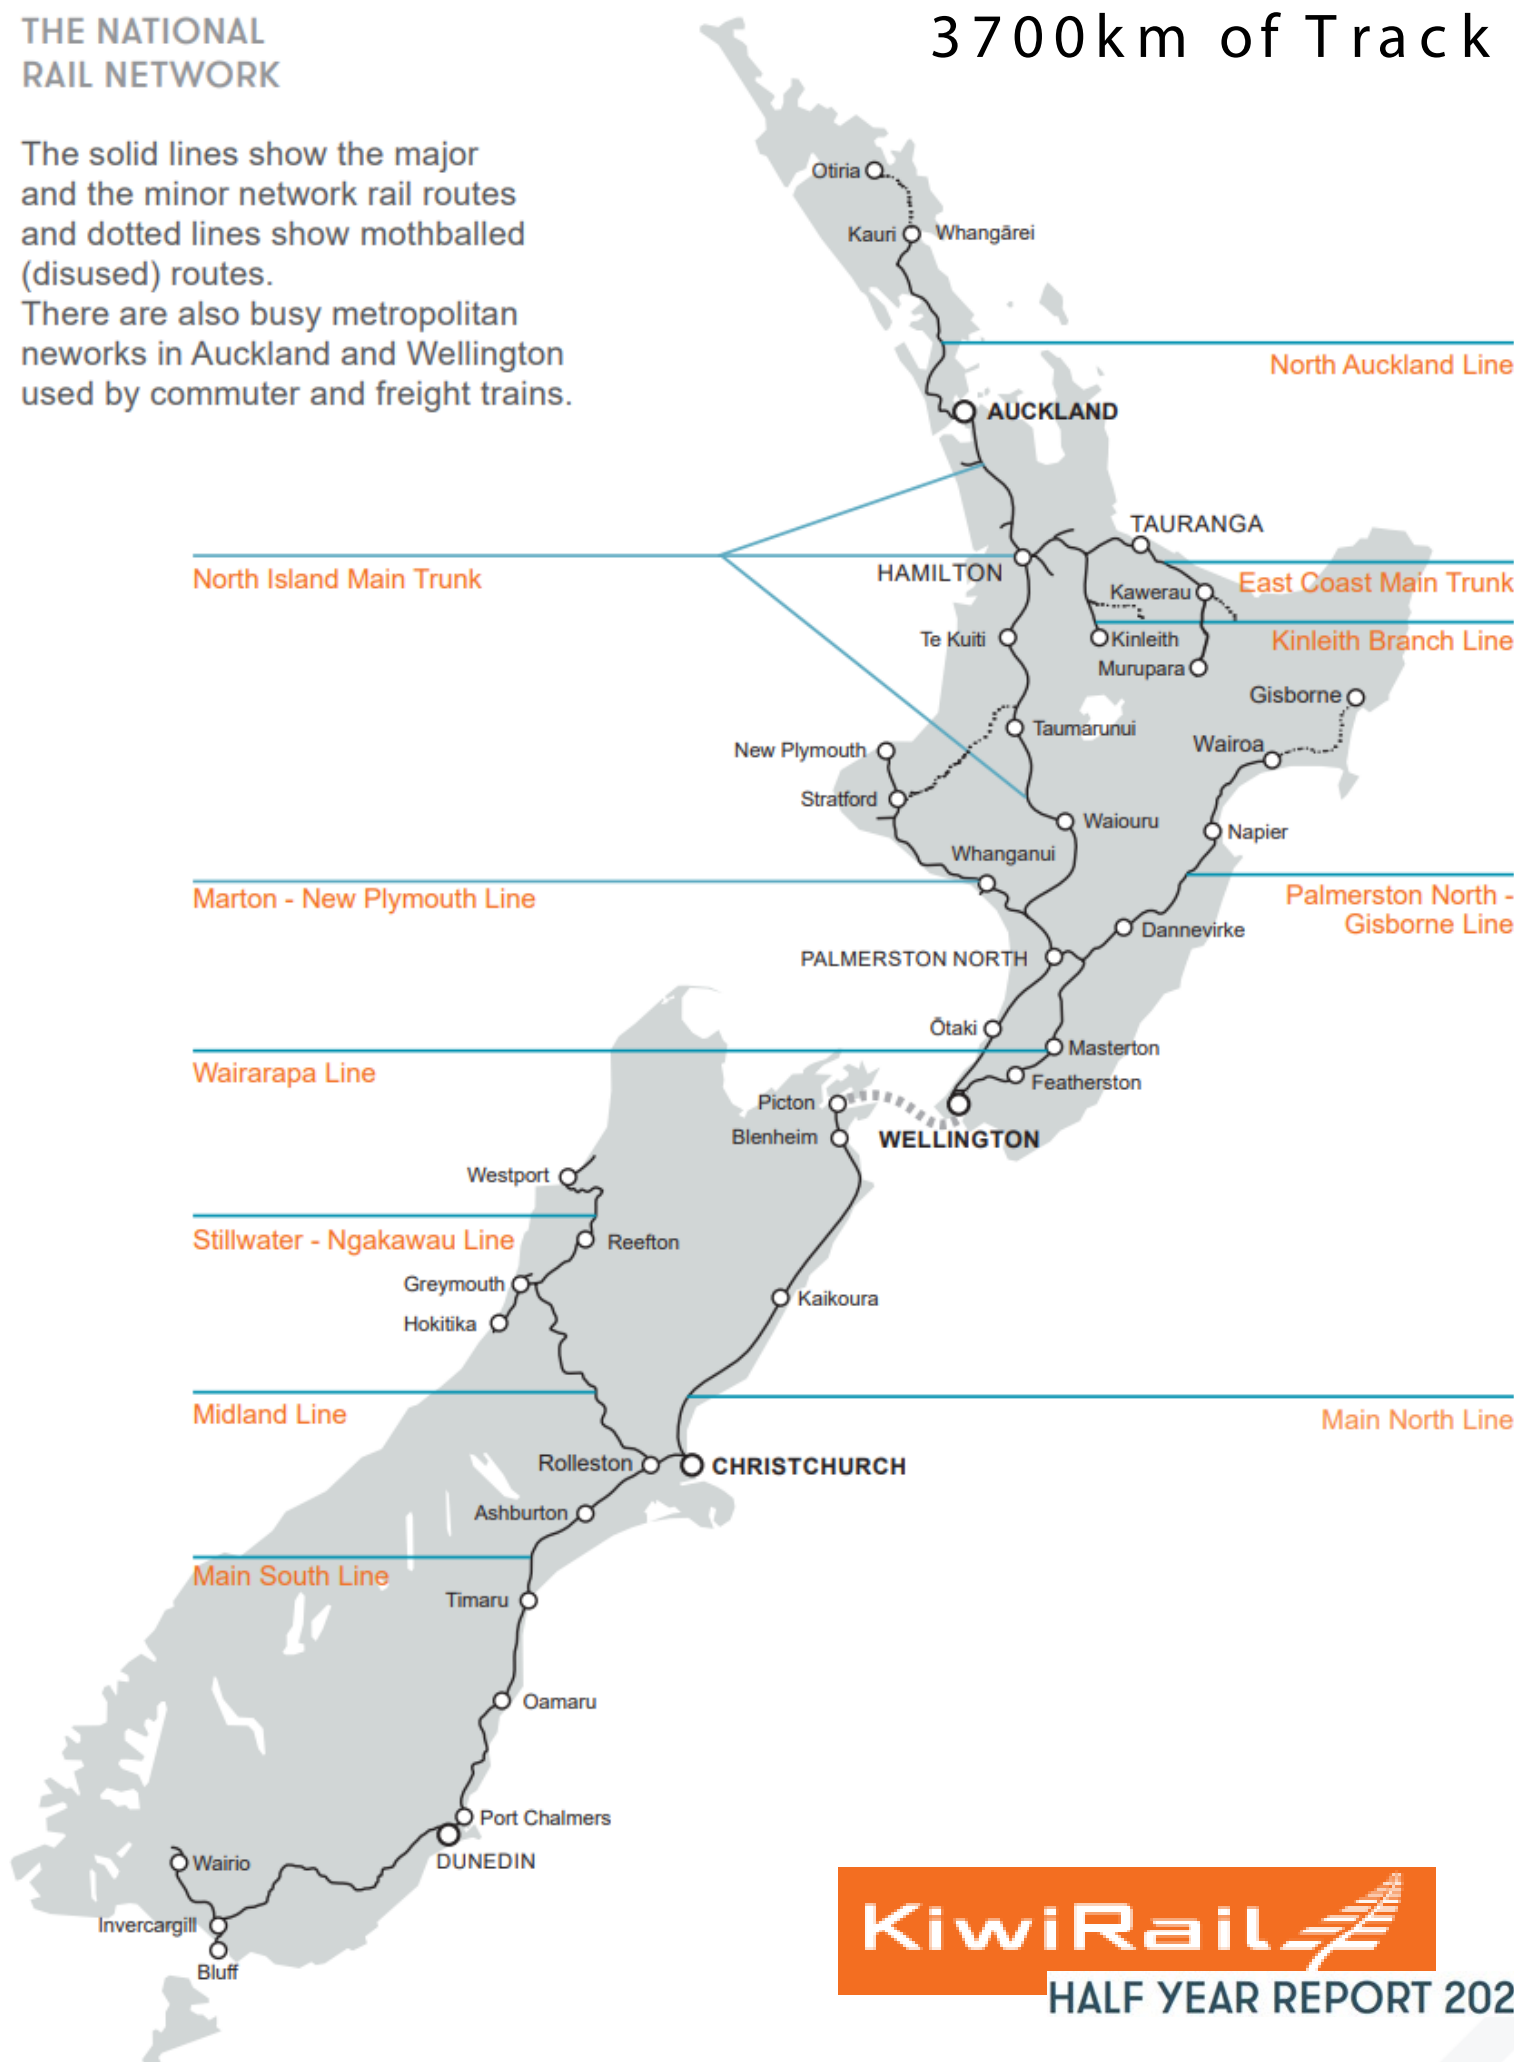 THE NATIONAL
RAIL NETWORK
3700km of Track
The solid lines show the major
and the minor network rail routes
and dotted lines show mothballed
(disused) routes.
There are also busy metropolitan
neworks in Auckland and Wellington
used by commuter and freight trains.
Otiria
Kauri
Whangārei
North Auckland Line
AUCKLAND
TAURANGA
North Island Main Trunk
HAMILTON
East Coast Main Trunk
Kawerau
Te Kuiti
Kinleith
Kinleith Branch Line
Murupara
Gisborne
Taumarunui
Wairoa
New Plymouth
Stratford
Waiouru
Napier
Whanganui
Marton - New Plymouth Line
Palmerston North -
Gisborne Line
Dannevirke
PALMERSTON NORTH
Ōtaki
Masterton
Wairarapa Line
Featherston
Picton
Blenheim
WELLINGTON
Westport
Stillwater - Ngakawau Line
Reefton
Greymouth
Hokitika
Kaikoura
Midland Line
Main North Line
Rolleston
CHRISTCHURCH
Ashburton
Main South Line
Timaru
Oamaru
Port Chalmers
DUNEDIN
Wairio
Invercargill
Bluff
KiwiRail
HALF YEAR REPORT 202